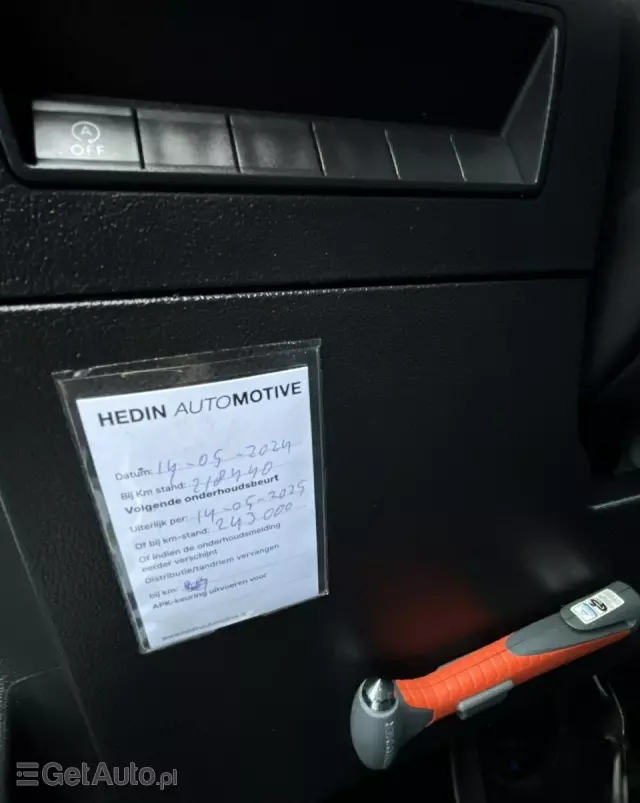 A
OFF
HEDIN AUTOMOTIVE
Datum: 14-05-2024
Bij Km stand: 218440
Volgende onderhoudsbeurt
Uiterlijk per: 14-05-2025
Of bij km-stand: 243000
Of indien de onderhoudsmelding
eerder verschijnt
Distributie/tandriem vervangen
bij km:
APK-keuring uitvoeren voor
GetAuto.pl